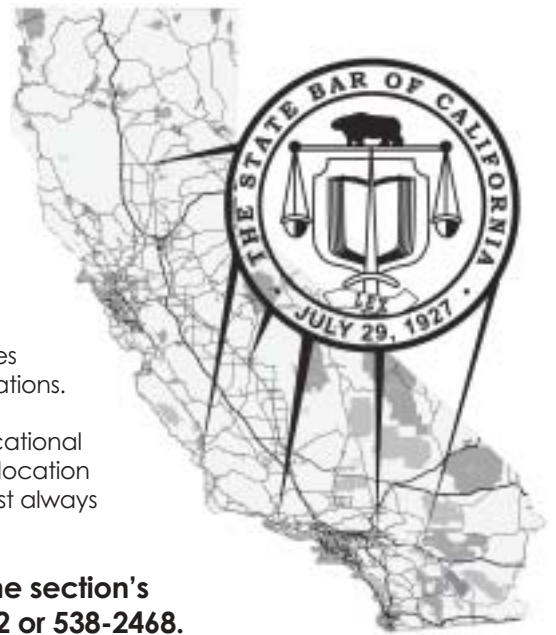 THE STATE BAR OF CALIFORNIA
LEX
· JULY 29, 1927 ·
es
ations.
cational
location
st always
ne section's
2 or 538-2468.